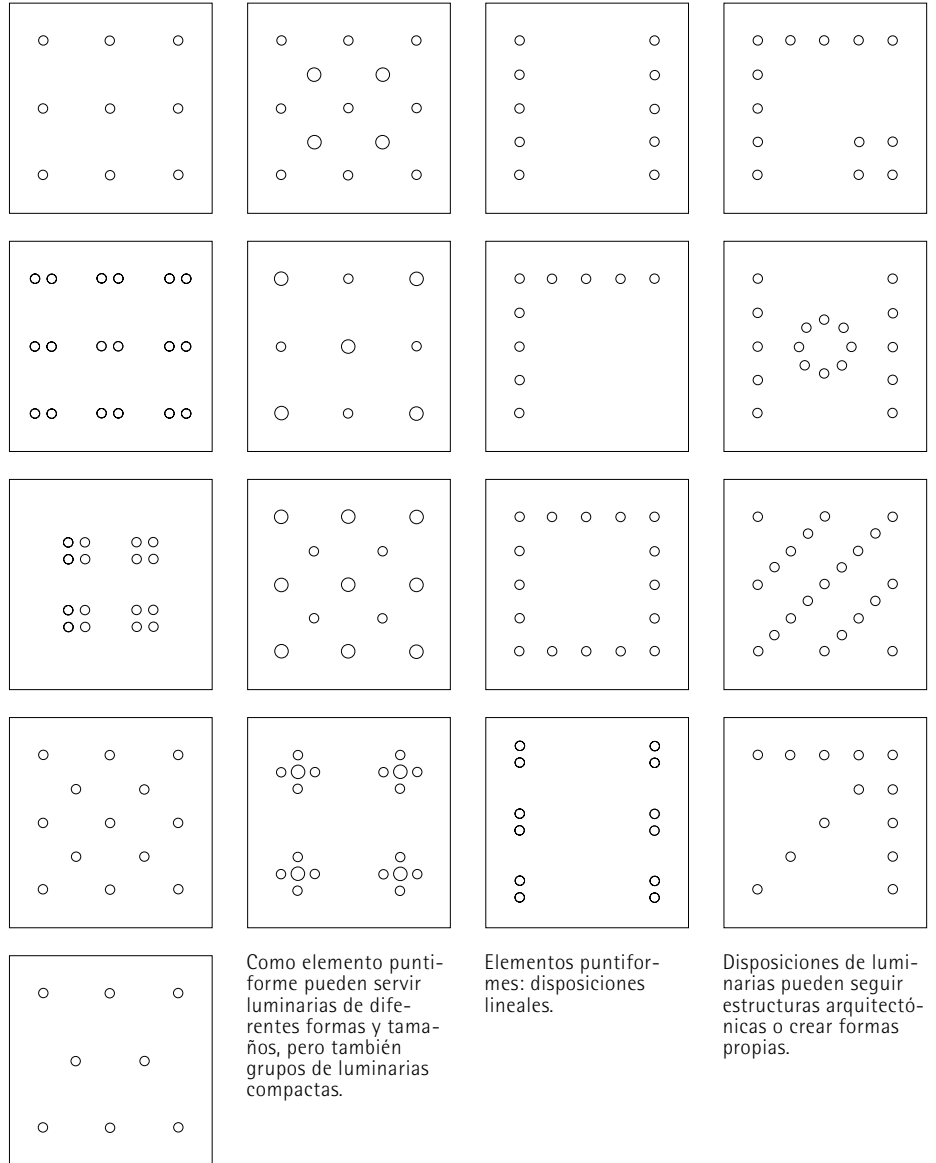 Como elemento punti-
forme pueden servir
luminarias de dife-
rentes formas y tama-
ños, pero también
grupos de luminarias
compactas.
Elementos puntifor-
mes: disposiciones
lineales.
Disposiciones de lumi-
narias pueden seguir
estructuras arquitectó-
nicas o crear formas
propias.